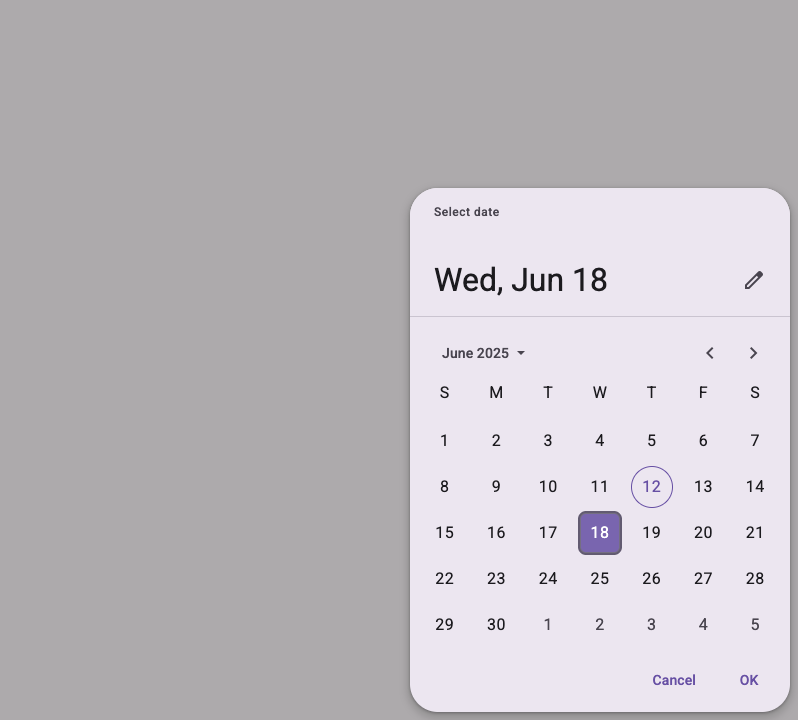 Select date
Wed, Jun 18
June 2025
S M T W T F S
1 2 3 4 5 6 7
8 9 10 11 12 13 14
15 16 17 18 19 20 21
22 23 24 25 26 27 28
29 30 1 2 3 4 5
Cancel OK